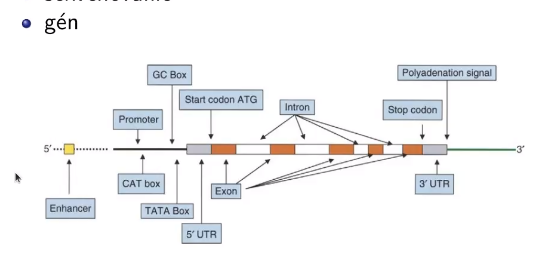 gén
GC Box
Polyadenation signal
Start codon ATG
Intron
Stop codon
Promoter
5′
3′
CAT box
Exon
3′ UTR
Enhancer
TATA Box
5′ UTR